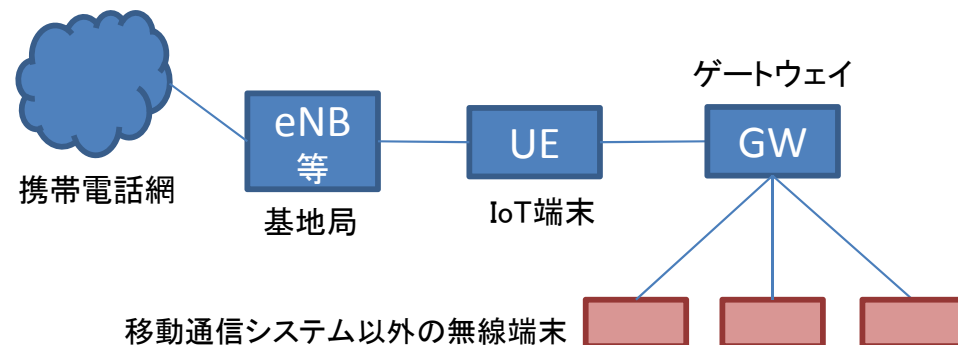 ゲートウェイ
eNB
等
UE
GW
携帯電話網
基地局
IoT端末
移動通信システム以外の無線端末